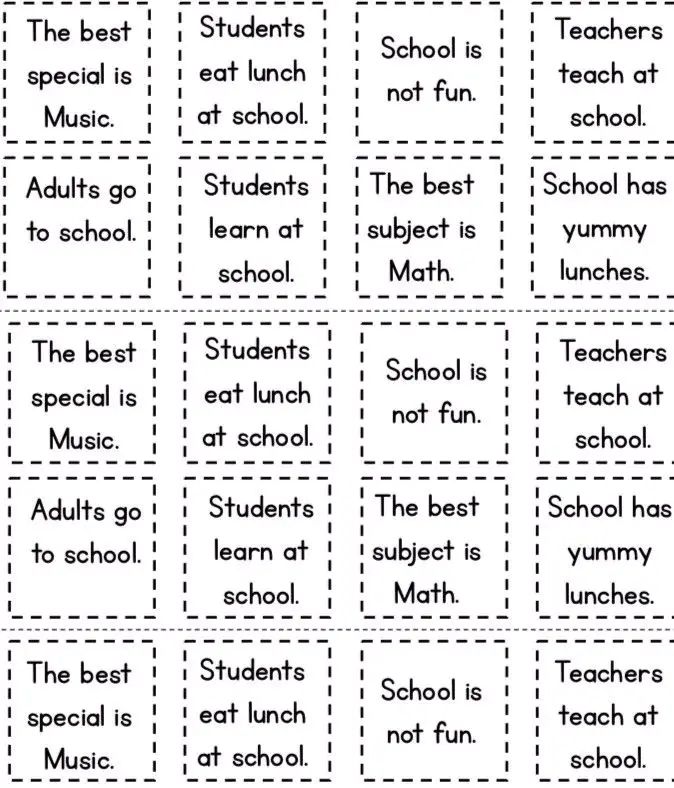 The best
special is
Music.
Students
eat lunch
at school.
School is
not fun.
Teachers
teach at
school.
Adults go
to school.
Students
learn at
school.
The best
subject is
Math.
School has
yummy
lunches.
The best
special is
Music.
Students
eat lunch
at school.
School is
not fun.
Teachers
teach at
school.
Adults go
to school.
Students
learn at
school.
The best
subject is
Math.
School has
yummy
lunches.
The best
special is
Music.
Students
eat lunch
at school.
School is
not fun.
Teachers
teach at
school.